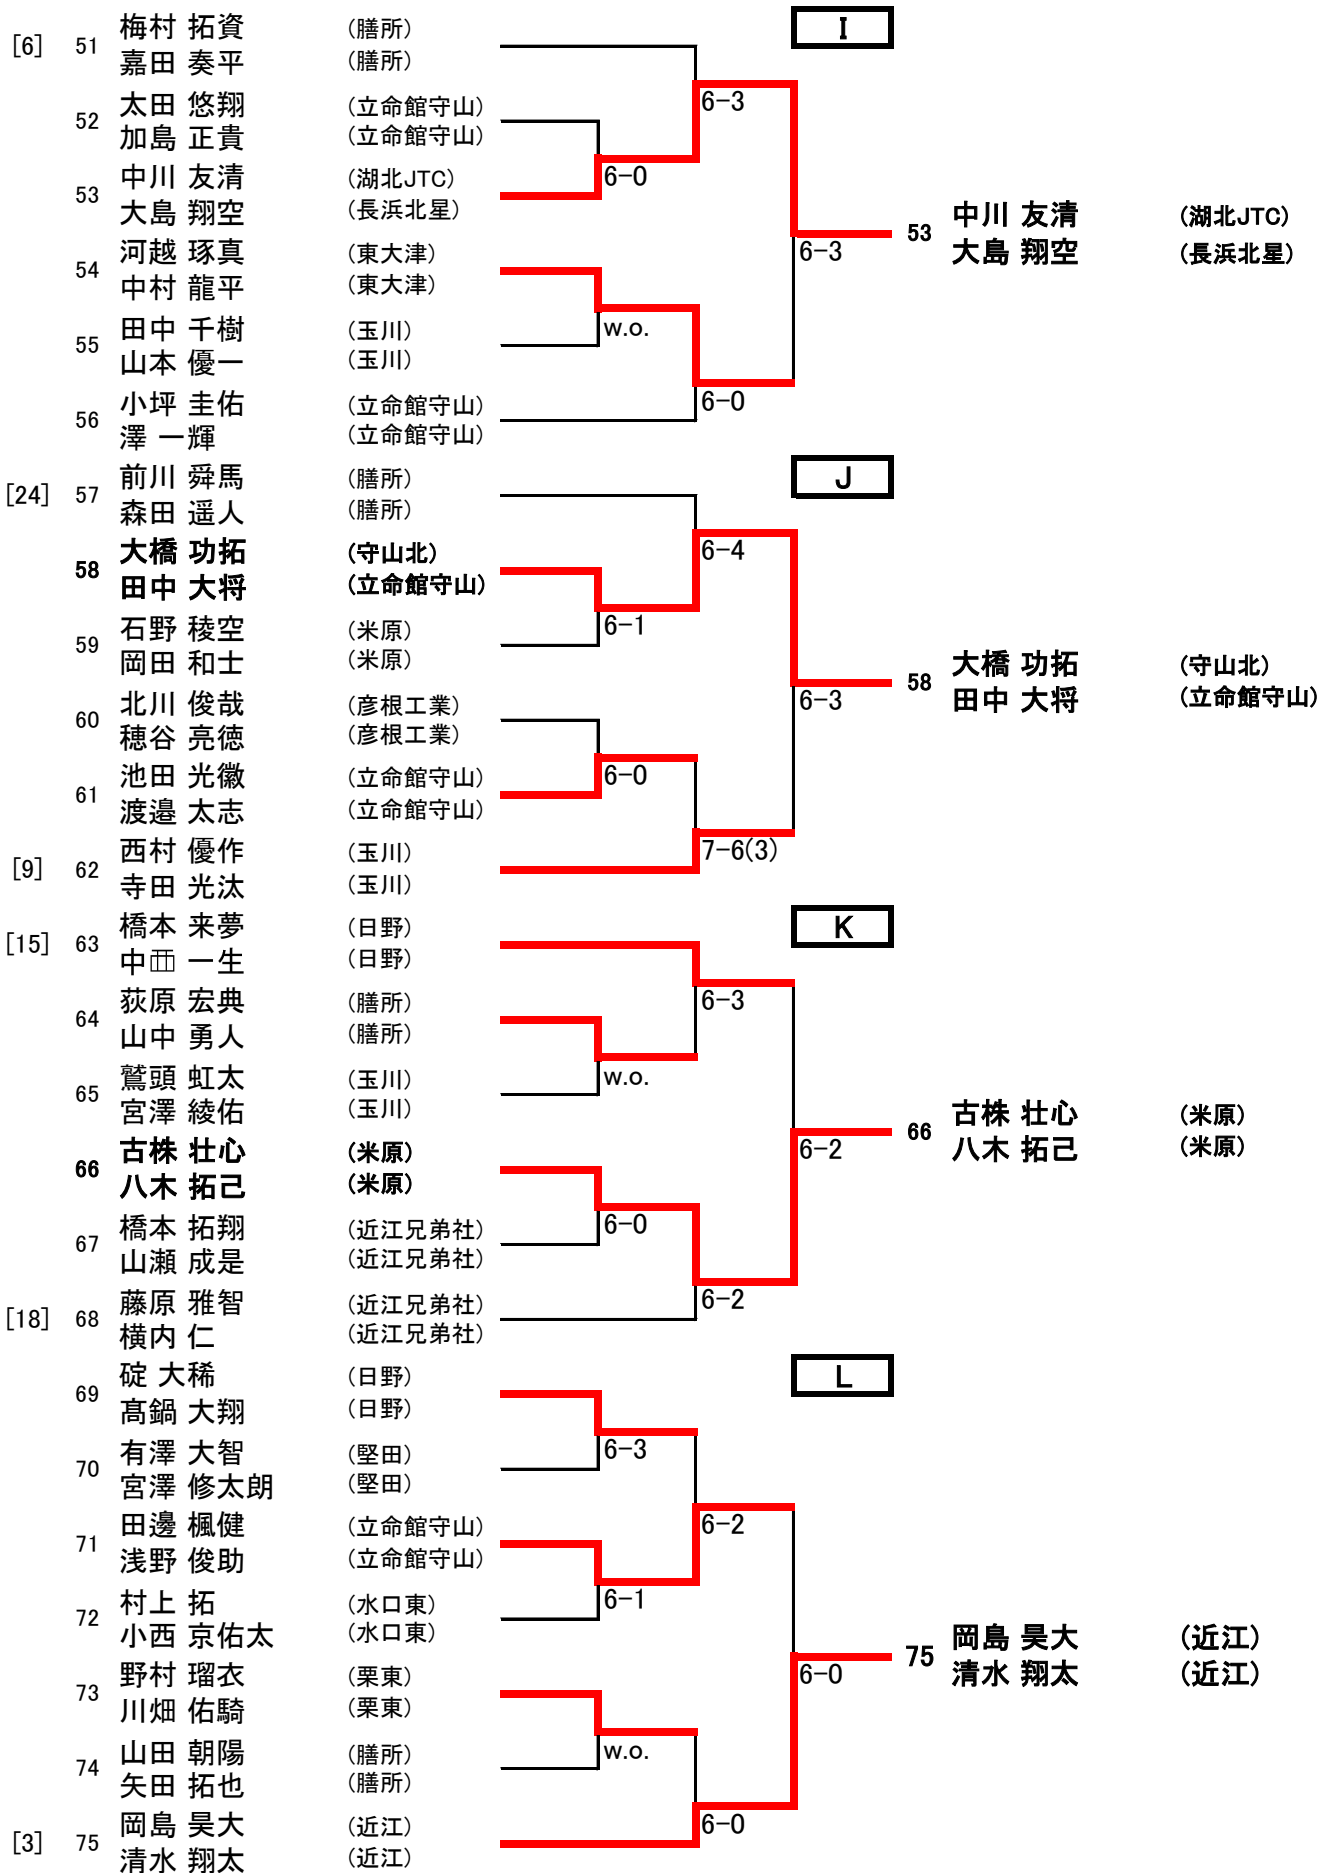 I
[6] 51 梅村 拓資 (膳所)
嘉田 奏平 (膳所)
6-3
52 太田 悠翔 (立命館守山)
加島 正貴 (立命館守山)
6-0
53 中川 友清 (湖北JTC)
大島 翔空 (長浜北星)
53 中川 友清 (湖北JTC)
大島 翔空 (長浜北星)
6-3
54 河越 琢真 (東大津)
中村 龍平 (東大津)
w.o.
55 田中 千樹 (玉川)
山本 優一 (玉川)
6-0
56 小坪 圭佑 (立命館守山)
澤 一輝 (立命館守山)
J
[24] 57 前川 舜馬 (膳所)
森田 遥人 (膳所)
6-4
58 大橋 功拓 (守山北)
田中 大将 (立命館守山)
6-1
59 石野 稜空 (米原)
岡田 和士 (米原)
58 大橋 功拓 (守山北)
田中 大将 (立命館守山)
6-3
60 北川 俊哉 (彦根工業)
穂谷 亮徳 (彦根工業)
6-0
61 池田 光徽 (立命館守山)
渡邉 太志 (立命館守山)
7-6(3)
[9] 62 西村 優作 (玉川)
寺田 光汰 (玉川)
K
[15] 63 橋本 来夢 (日野)
中 一生 (日野)
6-3
64 荻原 宏典 (膳所)
山中 勇人 (膳所)
w.o.
65 鷲頭 虹太 (玉川)
宮澤 綾佑 (玉川)
66 古株 壮心 (米原)
八木 拓己 (米原)
6-2
66 古株 壮心 (米原)
八木 拓己 (米原)
6-0
67 橋本 拓翔 (近江兄弟社)
山瀬 成是 (近江兄弟社)
6-2
[18] 68 藤原 雅智 (近江兄弟社)
横内 仁 (近江兄弟社)
L
69 碇 大稀 (日野)
髙鍋 大翔 (日野)
6-3
70 有澤 大智 (堅田)
宮澤 修太朗 (堅田)
6-2
71 田邊 楓健 (立命館守山)
浅野 俊助 (立命館守山)
6-1
72 村上 拓 (水口東)
小西 京佑太 (水口東)
75 岡島 昊大 (近江)
清水 翔太 (近江)
6-0
73 野村 瑠衣 (栗東)
川畑 佑騎 (栗東)
w.o.
74 山田 朝陽 (膳所)
矢田 拓也 (膳所)
6-0
[3] 75 岡島 昊大 (近江)
清水 翔太 (近江)